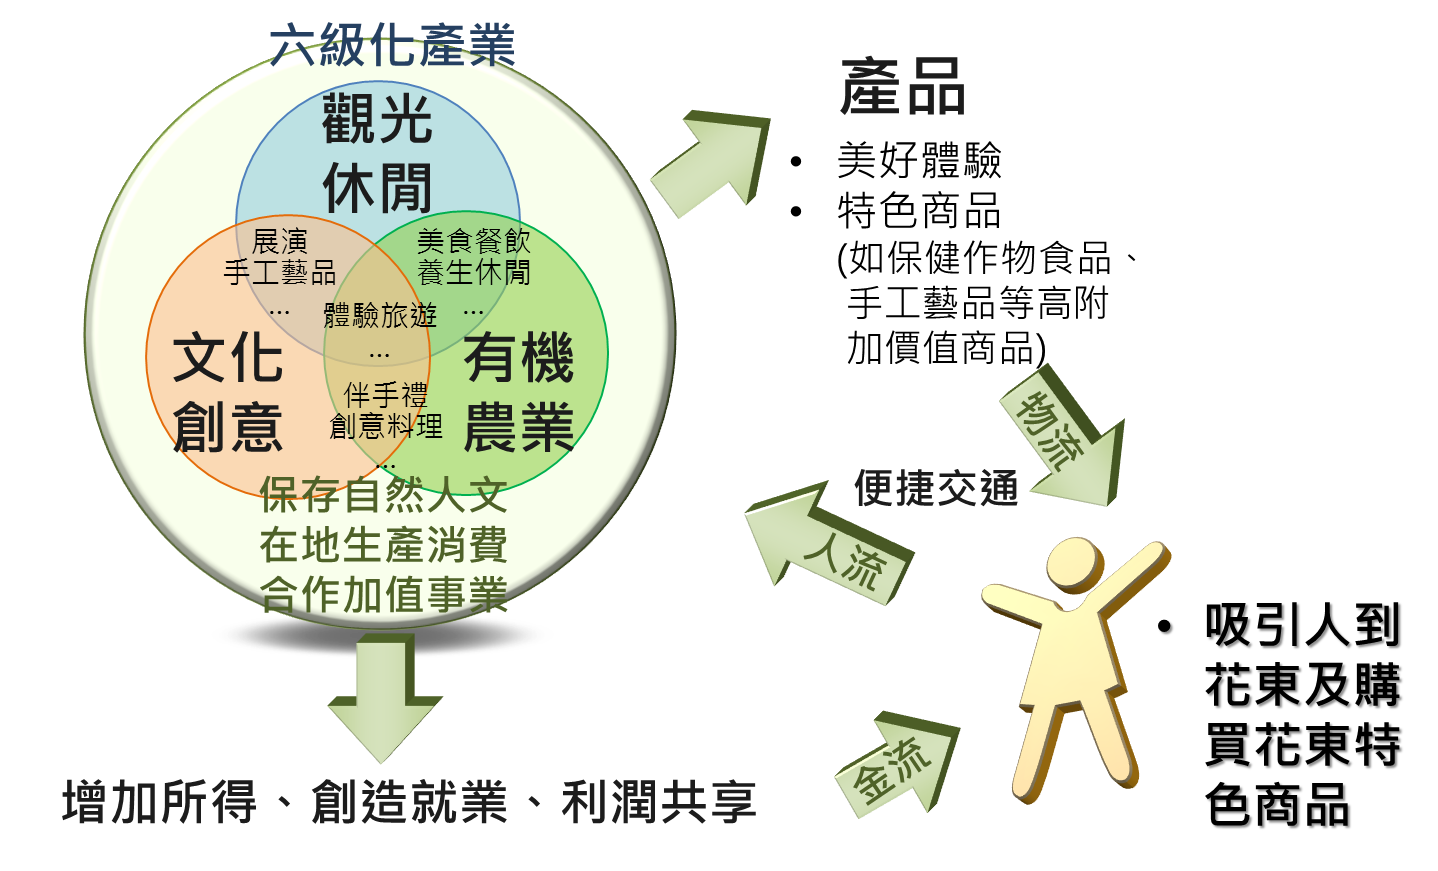 六級化產業
觀光
休閒
展演
手工藝品
...
美食餐飲
養生休閒
...
體驗旅遊
...
文化
創意
有機
農業
伴手禮
創意料理
...
保存自然人文
在地生產消費
合作加值事業
增加所得、創造就業、利潤共享
產品
• 美好體驗
• 特色商品
(如保健作物食品、
手工藝品等高附
加價值商品)
物流
便捷交通
人流
金流
• 吸引人到
花東及購
買花東特
色商品